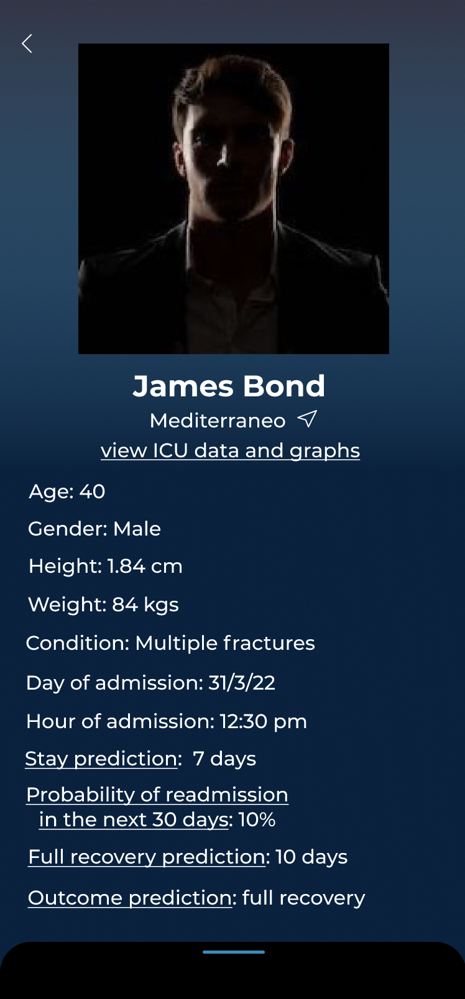 James Bond
Mediterraneo
view ICU data and graphs
Age: 40
Gender: Male
Height: 1.84 cm
Weight: 84 kgs
Condition: Multiple fractures
Day of admission: 31/3/22
Hour of admission: 12:30 pm
Stay prediction: 7 days
Probability of readmission
in the next 30 days: 10%
Full recovery prediction: 10 days
Outcome prediction: full recovery